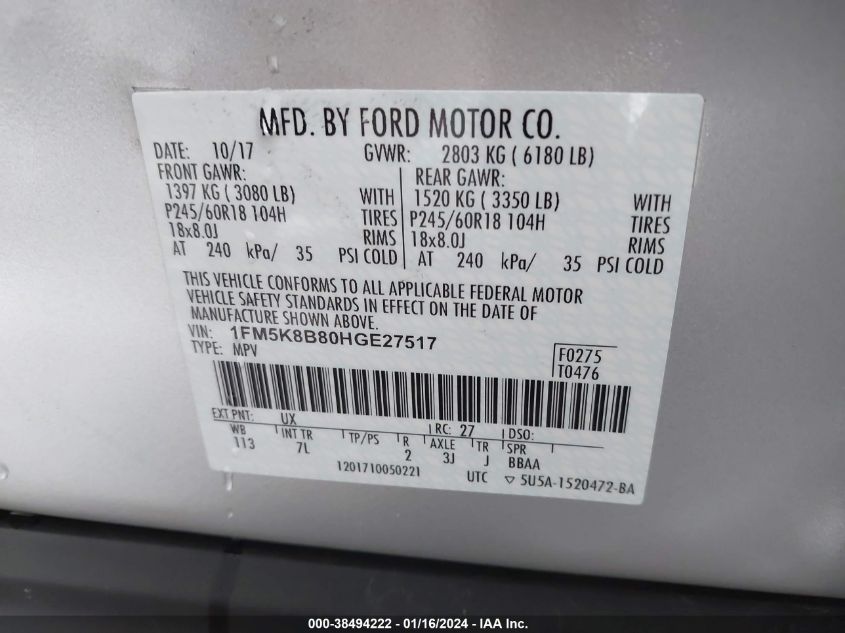 MFD. BY FORD MOTOR CO.
DATE: 10/17 GVWR: 2803 KG ( 6180 LB)
FRONT GAWR: REAR GAWR:
1397 KG ( 3080 LB) WITH 1520 KG ( 3350 LB) WITH
P245/60R18 104H TIRES P245/60R18 104H TIRES
18x8.0J RIMS 18x8.0J RIMS
AT 240 kPa/ 35 PSI COLD AT 240 kPa/ 35 PSI COLD
THIS VEHICLE CONFORMS TO ALL APPLICABLE FEDERAL MOTOR
VEHICLE SAFETY STANDARDS IN EFFECT ON THE DATE OF
MANUFACTURE SHOWN ABOVE.
VIN: 1FM5K8B80HGE27517
TYPE: MPV
F0275
T0476
EXT PNT: UX RC: 27 DSO:
WB INT TR TP/PS R AXLE TR SPR
113 7L 2 3J J BBAA
1201710050221 UTC ▽ 5U5A-1520472-BA
000-38494222 - 01/16/2024 - IAA Inc.